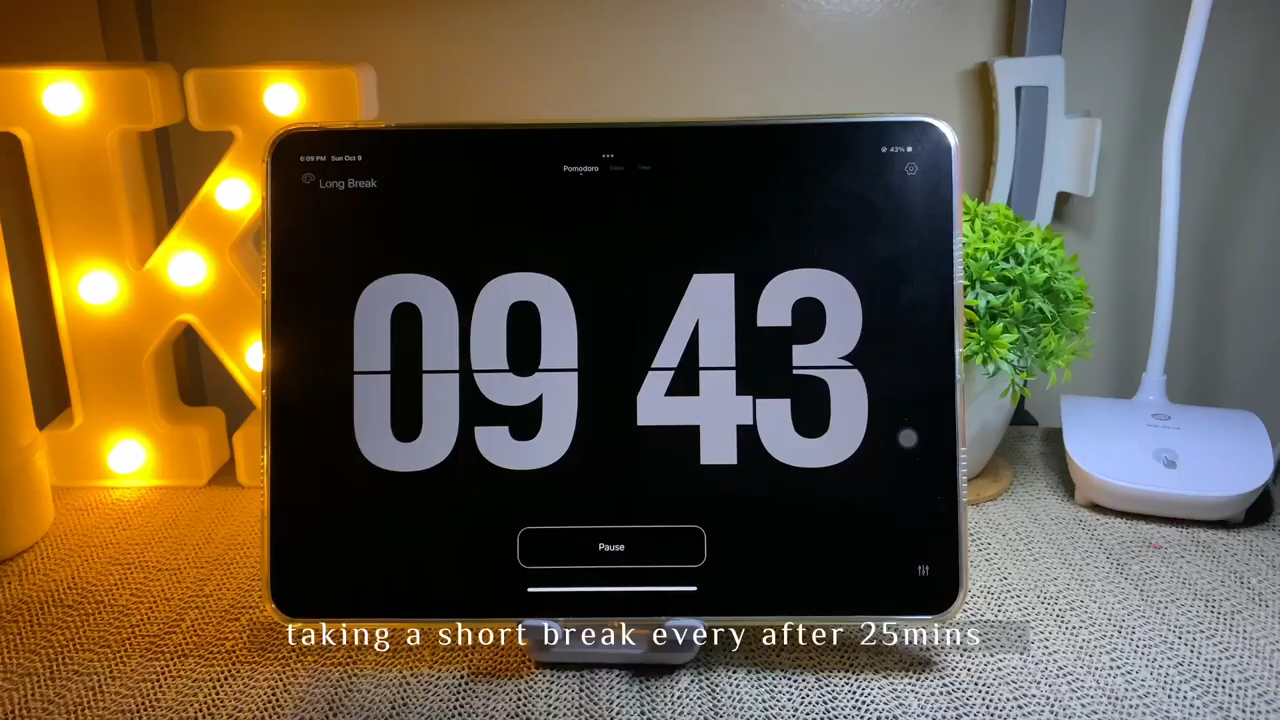 K
6:09 PM Sun Oct 9
43%
Pomodoro
Long Break
09 43
Pause
taking a short break every after 25mins